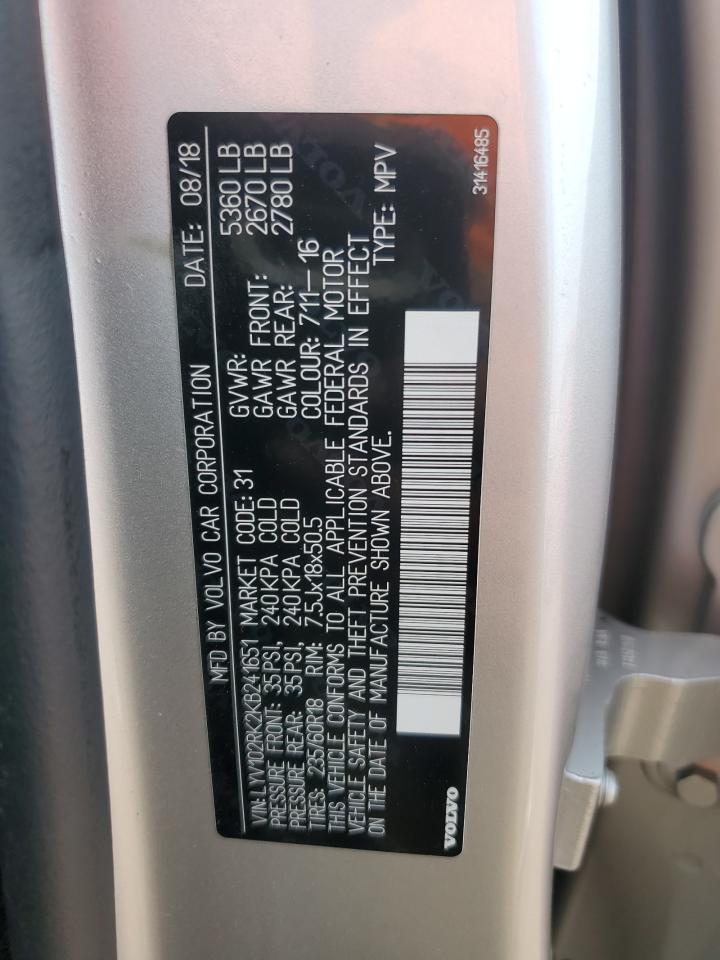 MFD BY VOLVO CAR CORPORATION DATE: 08/18
VIN: LYV102RK2KB241651 MARKET CODE: 31 GVWR: 5360 LB
PRESSURE FRONT: 35PSI, 240KPA COLD GAWR FRONT: 2670 LB
PRESSURE REAR: 35PSI, 240KPA COLD GAWR REAR: 2780 LB
TIRES: 235/60R18 RIM: 7.5Jx18x50.5 COLOUR: 711-16
THIS VEHICLE CONFORMS TO ALL APPLICABLE FEDERAL MOTOR
VEHICLE SAFETY AND THEFT PREVENTION STANDARDS IN EFFECT
ON THE DATE OF MANUFACTURE SHOWN ABOVE. TYPE: MPV
VOLVO 31416485